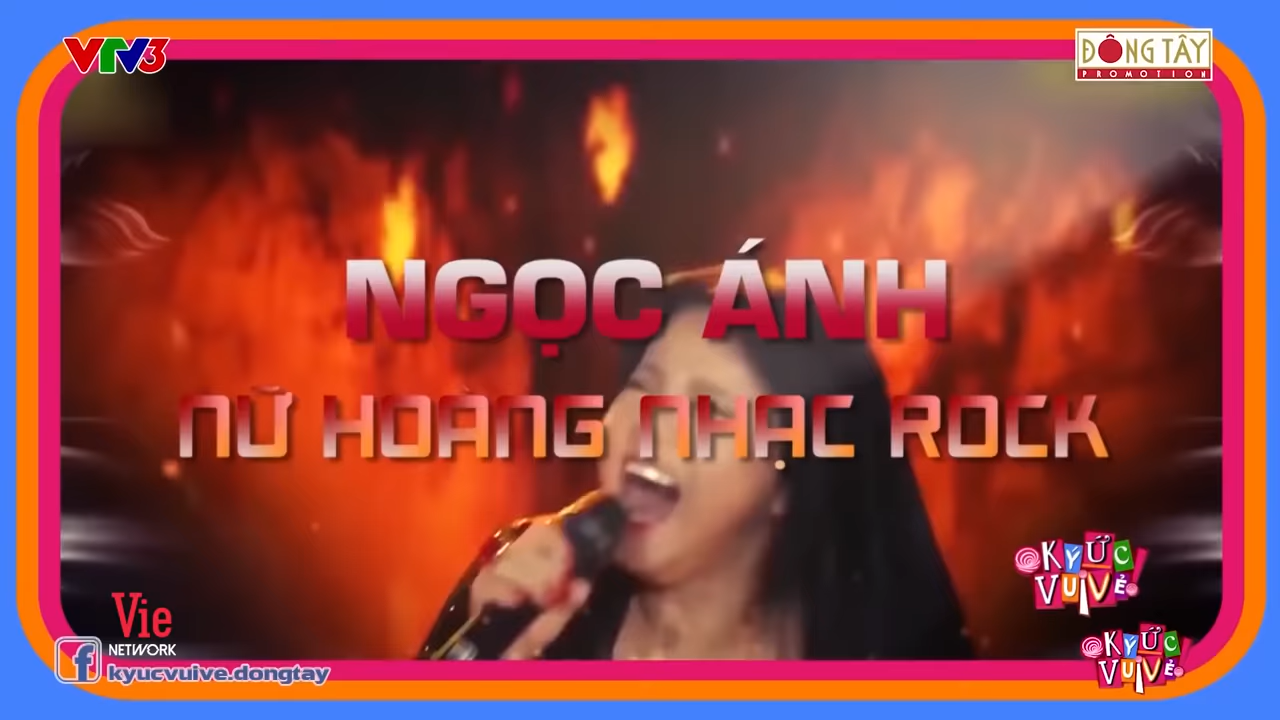 VTV3
ĐÔNG TÂY
PROMOTION
NGỌC ÁNH
NỮ HOÀNG NHẠC ROCK
KÝ ỨC
VUI VẺ!
Vie
NETWORK
kyucvuive.dongtay
KÝ ỨC
VUI VẺ!